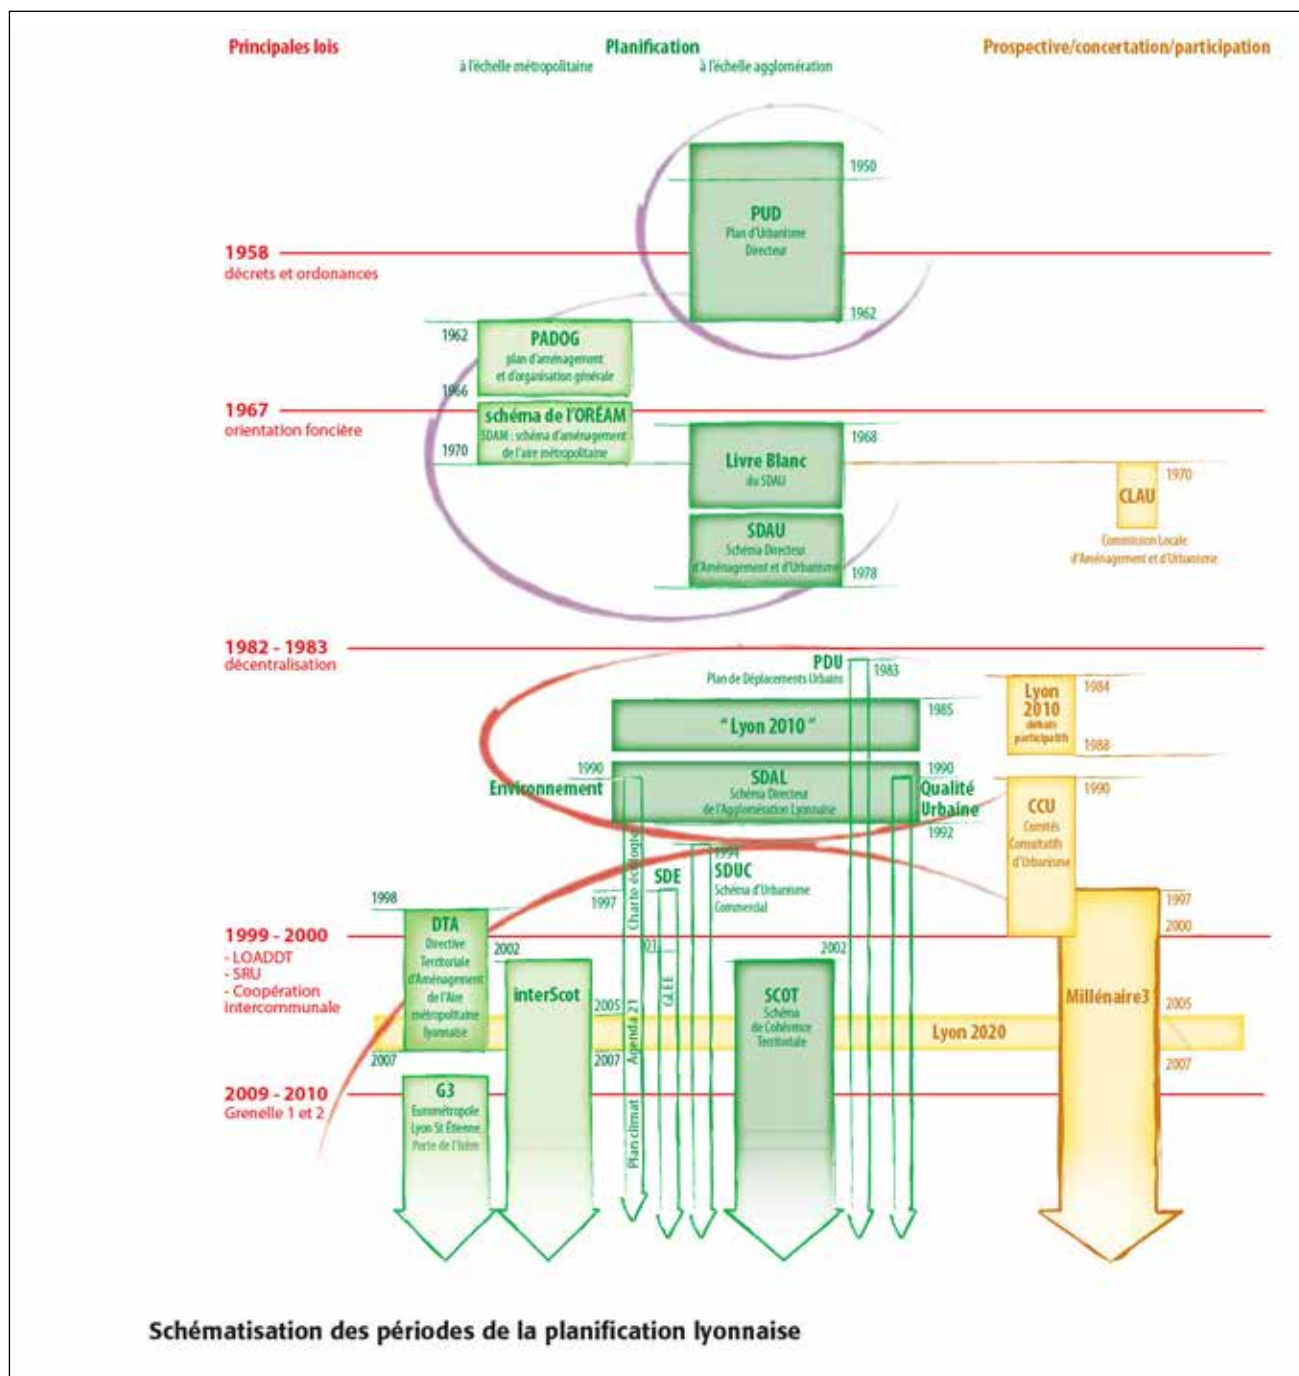 Principales lois
Planification
Prospective/concertation/participation
à l'échelle métropolitaine
à l'échelle agglomération
1950
PUD
Plan d'Urbanisme
Directeur
1958
décrets et ordonances
1962
1962
PADOG
plan d'aménagement
et d'organisation générale
1966
1967
orientation foncière
schéma de l'ORÉAM
SDAM : schéma d'aménagement
de l'aire métropolitaine
1970
1968
Livre Blanc
du SDAU
1970
CLAU
Commission Locale
d'Aménagement et d'Urbanisme
SDAU
Schéma Directeur
d'Aménagement et d'Urbanisme
1978
1982 - 1983
décentralisation
PDU
Plan de Déplacements Urbains
1983
1984
Lyon
2010
débats
participatifs
1988
1985
"Lyon 2010"
1990
Environnement
SDAL
Schéma Directeur
de l'Agglomération Lyonnaise
1990
Qualité
Urbaine
1992
1990
CCU
Comités
Consultatifs
d'Urbanisme
Charte écologie
1994
SDUC
Schéma d'Urbanisme
Commercial
SDE
1997
1997
2000
1998
DTA
Directive
Territoriale
d'Aménagement
de l'Aire
métropolitaine
lyonnaise
2007
1999 - 2000
- LOADDT
- SRU
- Coopération
intercommunale
2002
interScot
2005
2007
Agenda 21
GLEE
2002
SCOT
Schéma
de Cohérence
Territoriale
Millénaire3
2005
Lyon 2020
2007
2009 - 2010
Grenelle 1 et 2
G3
Eurométropole
Lyon St Étienne
Porte de l'Isère
Plan climat
Schématisation des périodes de la planification lyonnaise